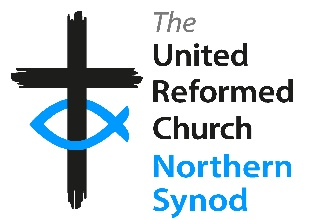 The
United
Reformed
Church
Northern
Synod